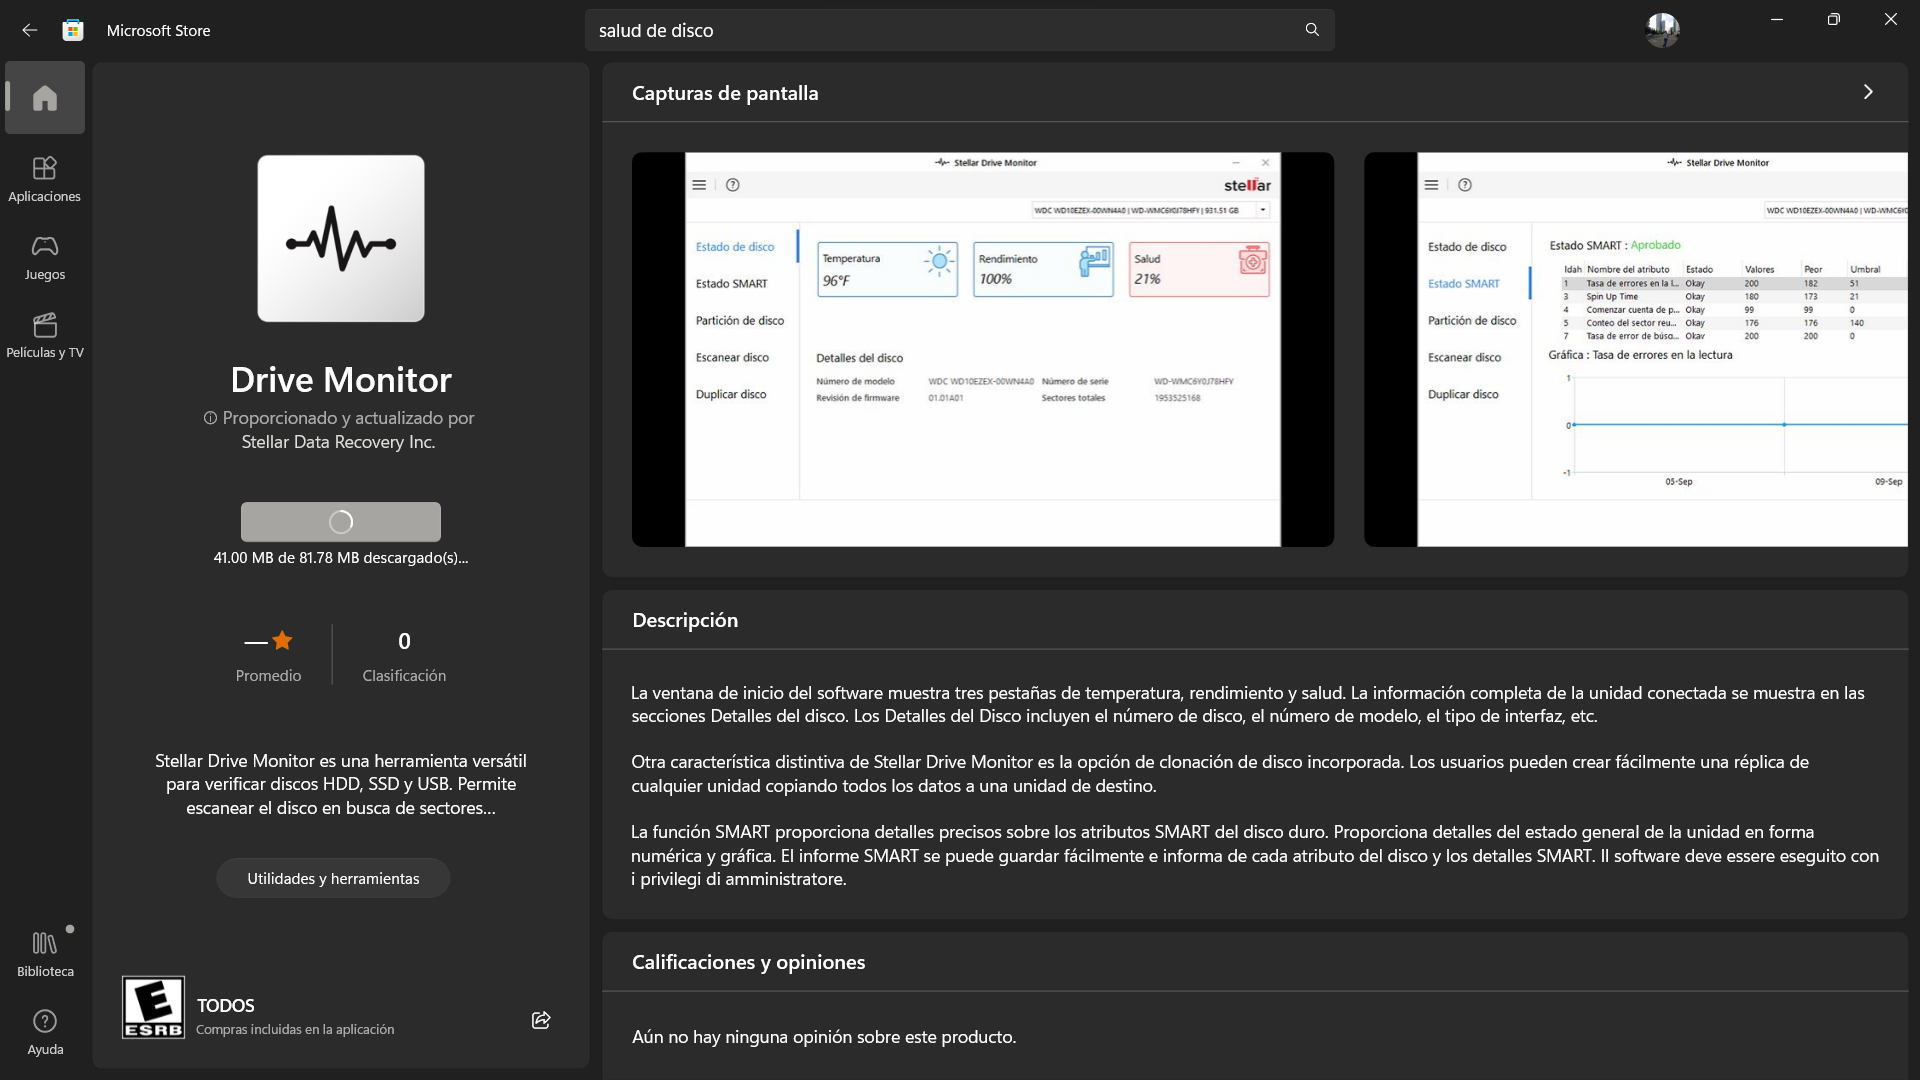 Microsoft Store
salud de disco
Aplicaciones
Juegos
Películas y TV
Biblioteca
Ayuda
Drive Monitor
Proporcionado y actualizado por
Stellar Data Recovery Inc.
41.00 MB de 81.78 MB descargado(s)...
Promedio
0
Clasificación
Stellar Drive Monitor es una herramienta versátil
para verificar discos HDD, SSD y USB. Permite
escanear el disco en busca de sectores...
Utilidades y herramientas
E
ESRB
TODOS
Compras incluidas en la aplicación
Capturas de pantalla
Stellar Drive Monitor
stellar
WDC WD10EZEX-00WN4A0 | WD-WMC6Y0J78HFY | 931.51 GB
Estado de disco
Estado SMART
Partición de disco
Escanear disco
Duplicar disco
Temperatura
96°F
Rendimiento
100%
Salud
21%
Detalles del disco
Número de modelo WDC WD10EZEX-00WN4A0 Número de serie WD-WMC6Y0J78HFY
Revisión de firmware 01.01A01 Sectores totales 1953525168
Stellar Drive Monitor
WDC WD10EZEX-00WN4A0 | WD-WMC6Y0
Estado de disco
Estado SMART
Partición de disco
Escanear disco
Duplicar disco
Estado SMART : Aprobado
Idah Nombre del atributo Estado Valores Peor Umbral
1 Tasa de errores en la l... Okay 200 182 51
3 Spin Up Time Okay 180 173 21
4 Comenzar cuenta de p... Okay 99 99 0
5 Conteo del sector reu... Okay 176 176 140
7 Tasa de error de búsq... Okay 200 200 0
Gráfica : Tasa de errores en la lectura
1
0
-1
05-Sep 09-Sep
Descripción
La ventana de inicio del software muestra tres pestañas de temperatura, rendimiento y salud. La información completa de la unidad conectada se muestra en las
secciones Detalles del disco. Los Detalles del Disco incluyen el número de disco, el número de modelo, el tipo de interfaz, etc.
Otra característica distintiva de Stellar Drive Monitor es la opción de clonación de disco incorporada. Los usuarios pueden crear fácilmente una réplica de
cualquier unidad copiando todos los datos a una unidad de destino.
La función SMART proporciona detalles precisos sobre los atributos SMART del disco duro. Proporciona detalles del estado general de la unidad en forma
numérica y gráfica. El informe SMART se puede guardar fácilmente e informa de cada atributo del disco y los detalles SMART. Il software deve essere eseguito con
i privilegi di amministratore.
Calificaciones y opiniones
Aún no hay ninguna opinión sobre este producto.